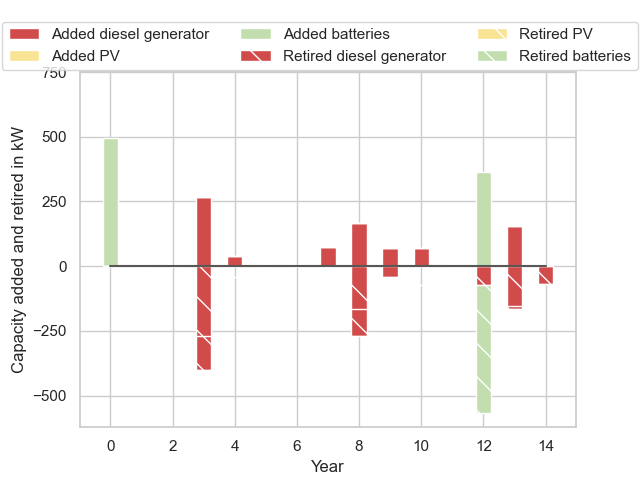 Added diesel generator Added batteries Retired PV
Added PV Retired diesel generator Retired batteries
750
500
250
0
−250
−500
Capacity added and retired in kW
0 2 4 6 8 10 12 14
Year